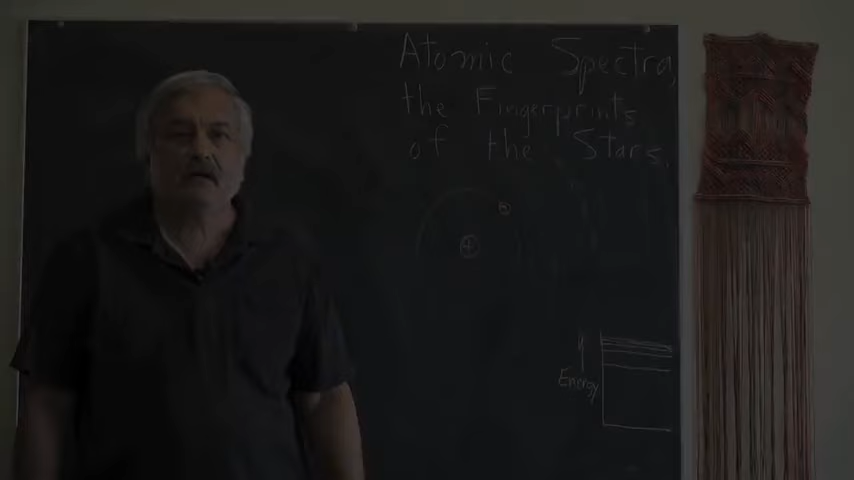 Atomic Spectra,
the Fingerprints
of the Stars.
-
+
Energy